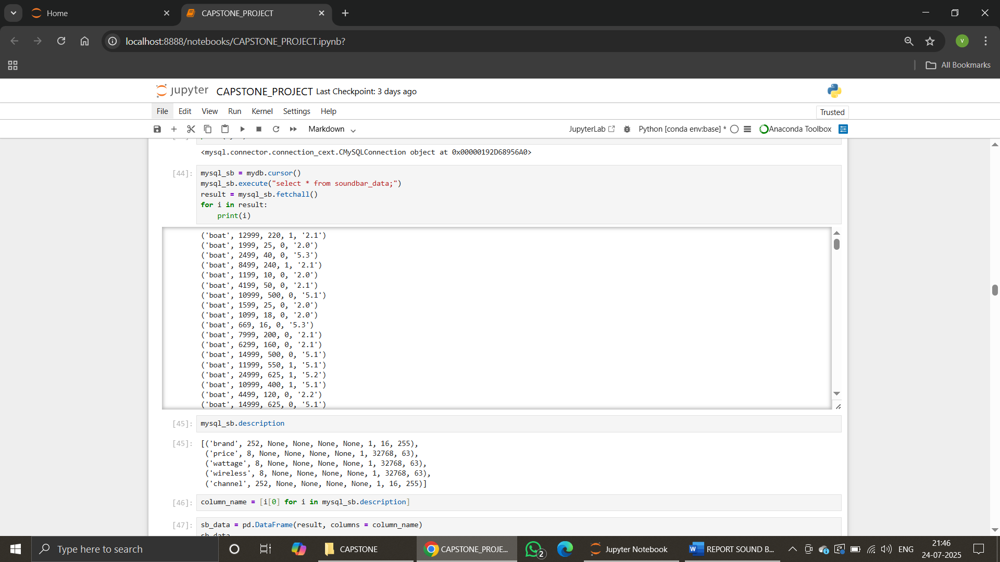 Home
CAPSTONE_PROJECT
localhost:8888/notebooks/CAPSTONE_PROJECT.ipynb?
V
All Bookmarks
jupyter CAPSTONE_PROJECT Last Checkpoint: 3 days ago
File Edit View Run Kernel Settings Help
Trusted
Markdown
JupyterLab
Python [conda env:base] *
Anaconda Toolbox
<mysql.connector.connection_cext.CMySQLConnection object at 0x00000192D68956A0>
[44]: mysql_sb = mydb.cursor()
mysql_sb.execute("select * from soundbar_data;")
result = mysql_sb.fetchall()
for i in result:
    print(i)
('boat', 12999, 220, 1, '2.1')
('boat', 1999, 25, 0, '2.0')
('boat', 2499, 40, 0, '5.3')
('boat', 8499, 240, 1, '2.1')
('boat', 1199, 10, 0, '2.0')
('boat', 4199, 50, 0, '2.1')
('boat', 10999, 500, 0, '5.1')
('boat', 1599, 25, 0, '2.0')
('boat', 1099, 18, 0, '2.0')
('boat', 669, 16, 0, '5.3')
('boat', 7999, 200, 0, '2.1')
('boat', 6299, 160, 0, '2.1')
('boat', 14999, 500, 0, '5.1')
('boat', 11999, 550, 1, '5.1')
('boat', 24999, 625, 1, '5.2')
('boat', 10999, 400, 1, '5.1')
('boat', 4499, 120, 0, '2.2')
('boat', 14999, 625, 0, '5.1')
[45]: mysql_sb.description
[45]: [('brand', 252, None, None, None, None, 1, 16, 255),
('price', 8, None, None, None, None, 1, 32768, 63),
('wattage', 8, None, None, None, None, 1, 32768, 63),
('wireless', 8, None, None, None, None, 1, 32768, 63),
('channel', 252, None, None, None, None, 1, 16, 255)]
[46]: column_name = [i[0] for i in mysql_sb.description]
[47]: sb_data = pd.DataFrame(result, columns = column_name)
sb_data
Type here to search
CAPSTONE
CAPSTONE_PROJE...
2
Jupyter Notebook
REPORT SOUND B...
ENG
21:46
24-07-2025